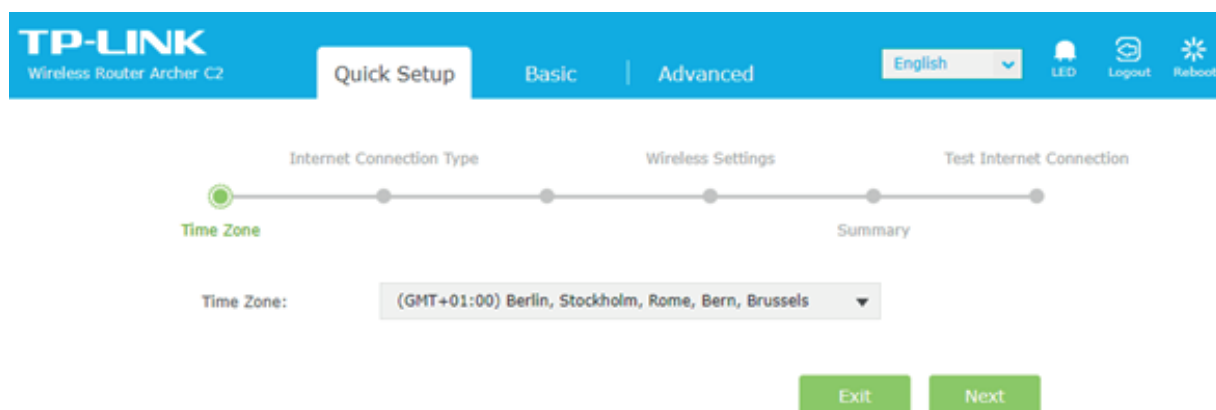 TP-LINK
Wireless Router Archer C2
Quick Setup
Basic
Advanced
English
LED
Logout
Reboot
Internet Connection Type
Wireless Settings
Test Internet Connection
Time Zone
Summary
Time Zone:
(GMT+01:00) Berlin, Stockholm, Rome, Bern, Brussels
Exit
Next